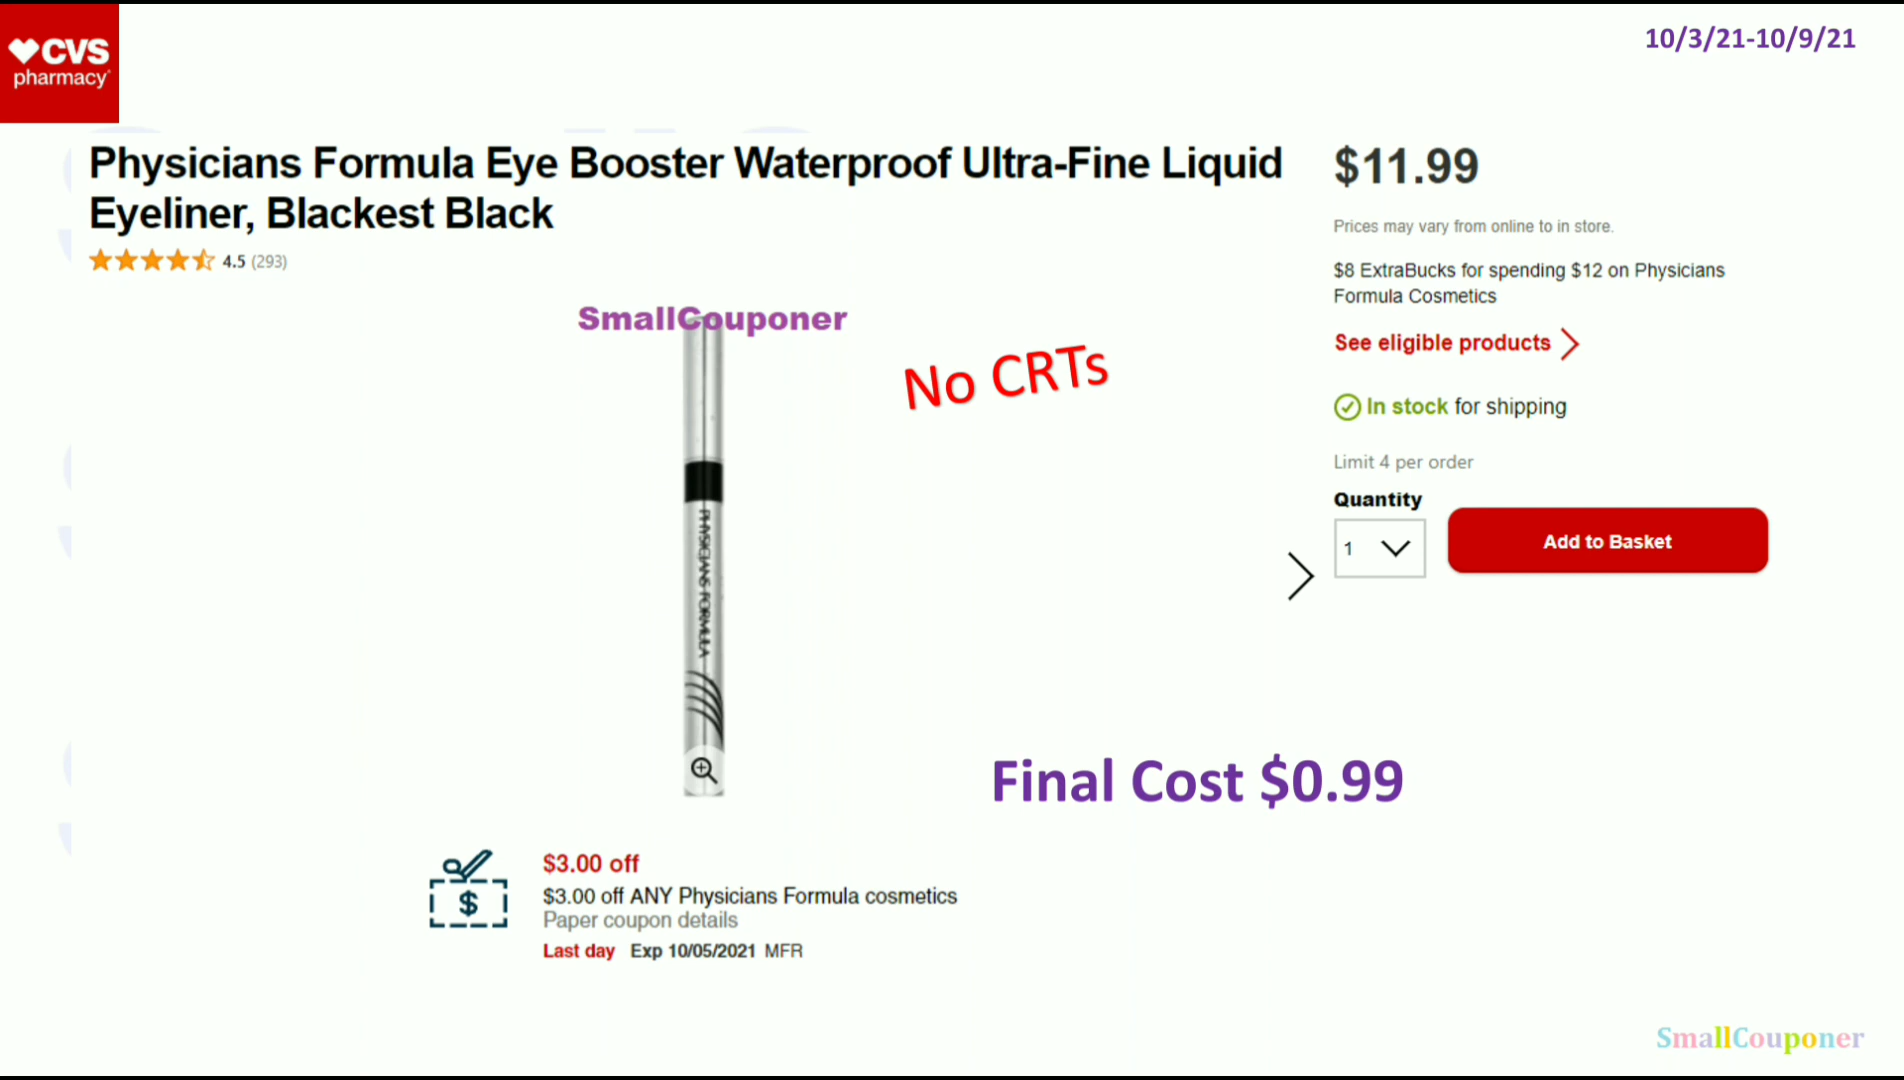 CVS
pharmacy
10/3/21-10/9/21
Physicians Formula Eye Booster Waterproof Ultra-Fine Liquid
Eyeliner, Blackest Black
4.5 (293)
$11.99
Prices may vary from online to in store.
$8 ExtraBucks for spending $12 on Physicians
Formula Cosmetics
See eligible products
In stock for shipping
Limit 4 per order
Quantity
1
Add to Basket
SmallCouponer
No CRTs
PHYSICIANS FORMULA
Final Cost $0.99
$
$3.00 off
$3.00 off ANY Physicians Formula cosmetics
Paper coupon details
Last day Exp 10/05/2021 MFR
SmallCouponer